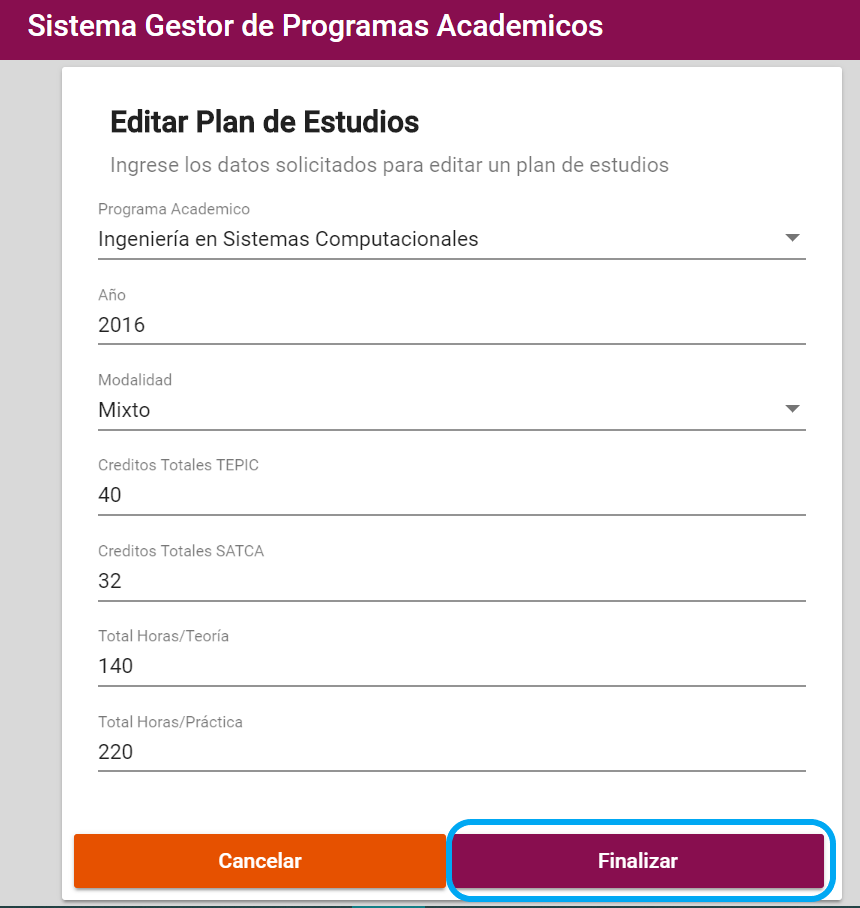 Sistema Gestor de Programas Academicos
Editar Plan de Estudios
Ingrese los datos solicitados para editar un plan de estudios
Programa Academico
Ingeniería en Sistemas Computacionales
Año
2016
Modalidad
Mixto
Creditos Totales TEPIC
40
Creditos Totales SATCA
32
Total Horas/Teoría
140
Total Horas/Práctica
220
Cancelar
Finalizar